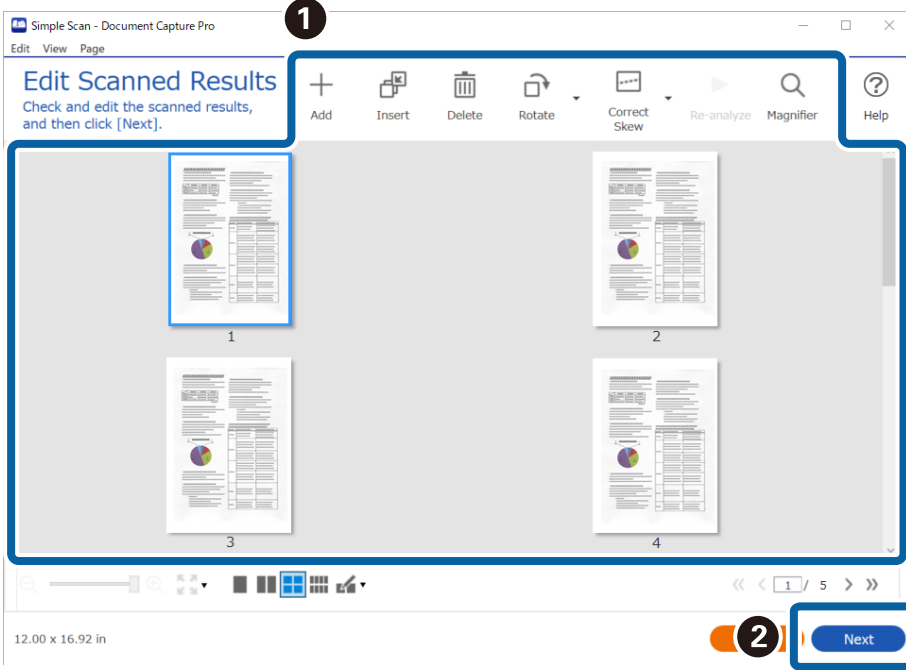 1
Simple Scan - Document Capture Pro
Edit View Page
Edit Scanned Results
Check and edit the scanned results,
and then click [Next].
Add
Insert
Delete
Rotate
Correct
Skew
Re-analyze
Magnifier
Help
1
2
3
4
1 / 5
12.00 x 16.92 in
2
Next